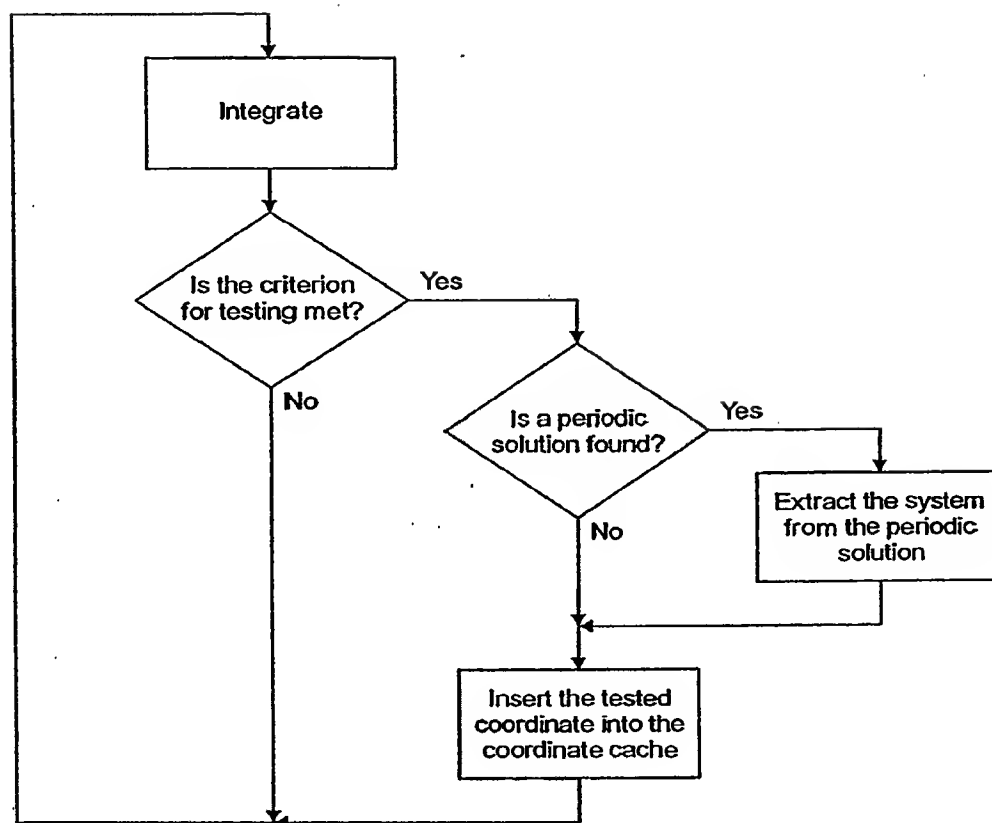 Integrate
Is the criterion
for testing met?
Yes
No
Is a periodic
solution found?
Yes
No
Extract the system
from the periodic
solution
Insert the tested
coordinate into the
coordinate cache